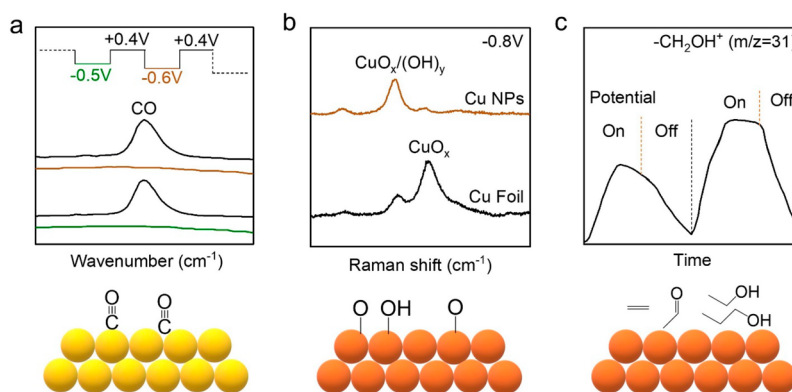 a
+0.4V +0.4V
-0.5V -0.6V
CO
Wavenumber (cm-1)
O
C
O
C
b
-0.8V
CuOx/(OH)y
Cu NPs
CuOx
Cu Foil
Raman shift (cm-1)
O OH O
c
-CH2OH+ (m/z=31)
Potential
On Off
On Off
Time
O
OH
OH